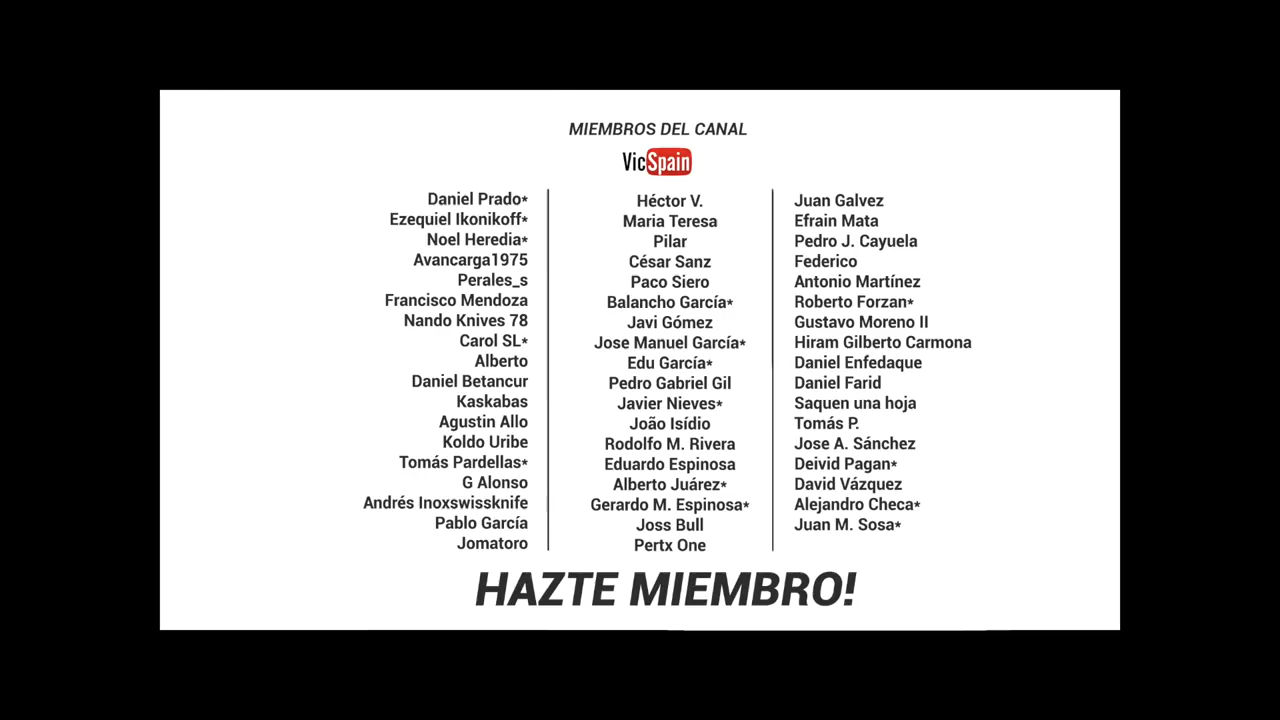 MIEMBROS DEL CANAL
VicSpain
Daniel Prado*
Ezequiel Ikonikoff*
Noel Heredia*
Avancarga1975
Perales_s
Francisco Mendoza
Nando Knives 78
Carol SL*
Alberto
Daniel Betancur
Kaskabas
Agustin Allo
Koldo Uribe
Tomás Pardellas*
G Alonso
Andrés Inoxswissknife
Pablo García
Jomatoro
Héctor V.
Maria Teresa
Pilar
César Sanz
Paco Siero
Balancho García*
Javi Gómez
Jose Manuel García*
Edu García*
Pedro Gabriel Gil
Javier Nieves*
João Isídio
Rodolfo M. Rivera
Eduardo Espinosa
Alberto Juárez*
Gerardo M. Espinosa*
Joss Bull
Pertx One
Juan Galvez
Efrain Mata
Pedro J. Cayuela
Federico
Antonio Martínez
Roberto Forzan*
Gustavo Moreno II
Hiram Gilberto Carmona
Daniel Enfedaque
Daniel Farid
Saquen una hoja
Tomás P.
Jose A. Sánchez
Deivid Pagan*
David Vázquez
Alejandro Checa*
Juan M. Sosa*
HAZTE MIEMBRO!